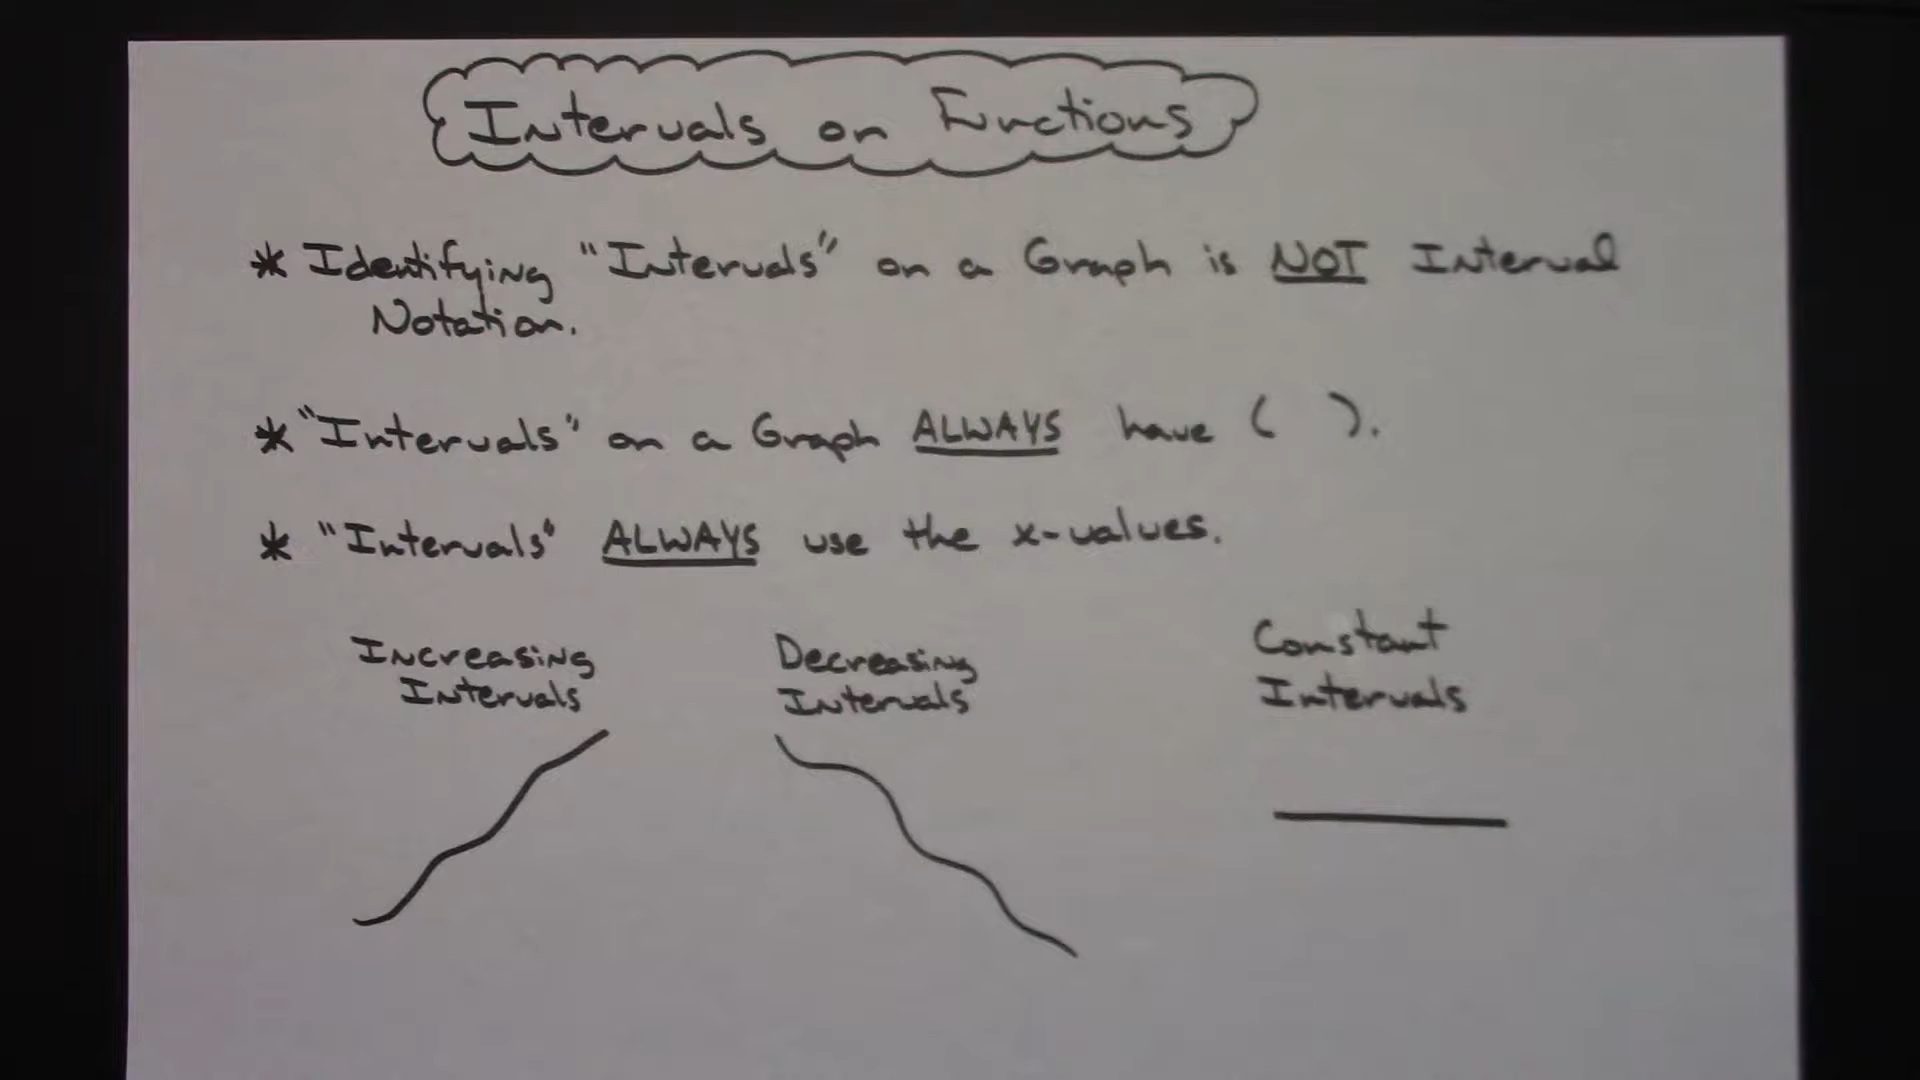 Intervals on Functions
* Identifying "Intervals" on a Graph is NOT Interval
Notation.
* "Intervals" on a Graph ALWAYS have ( ).
* "Intervals" ALWAYS use the x-values.
Increasing
Intervals
Decreasing
Intervals
Constant
Intervals